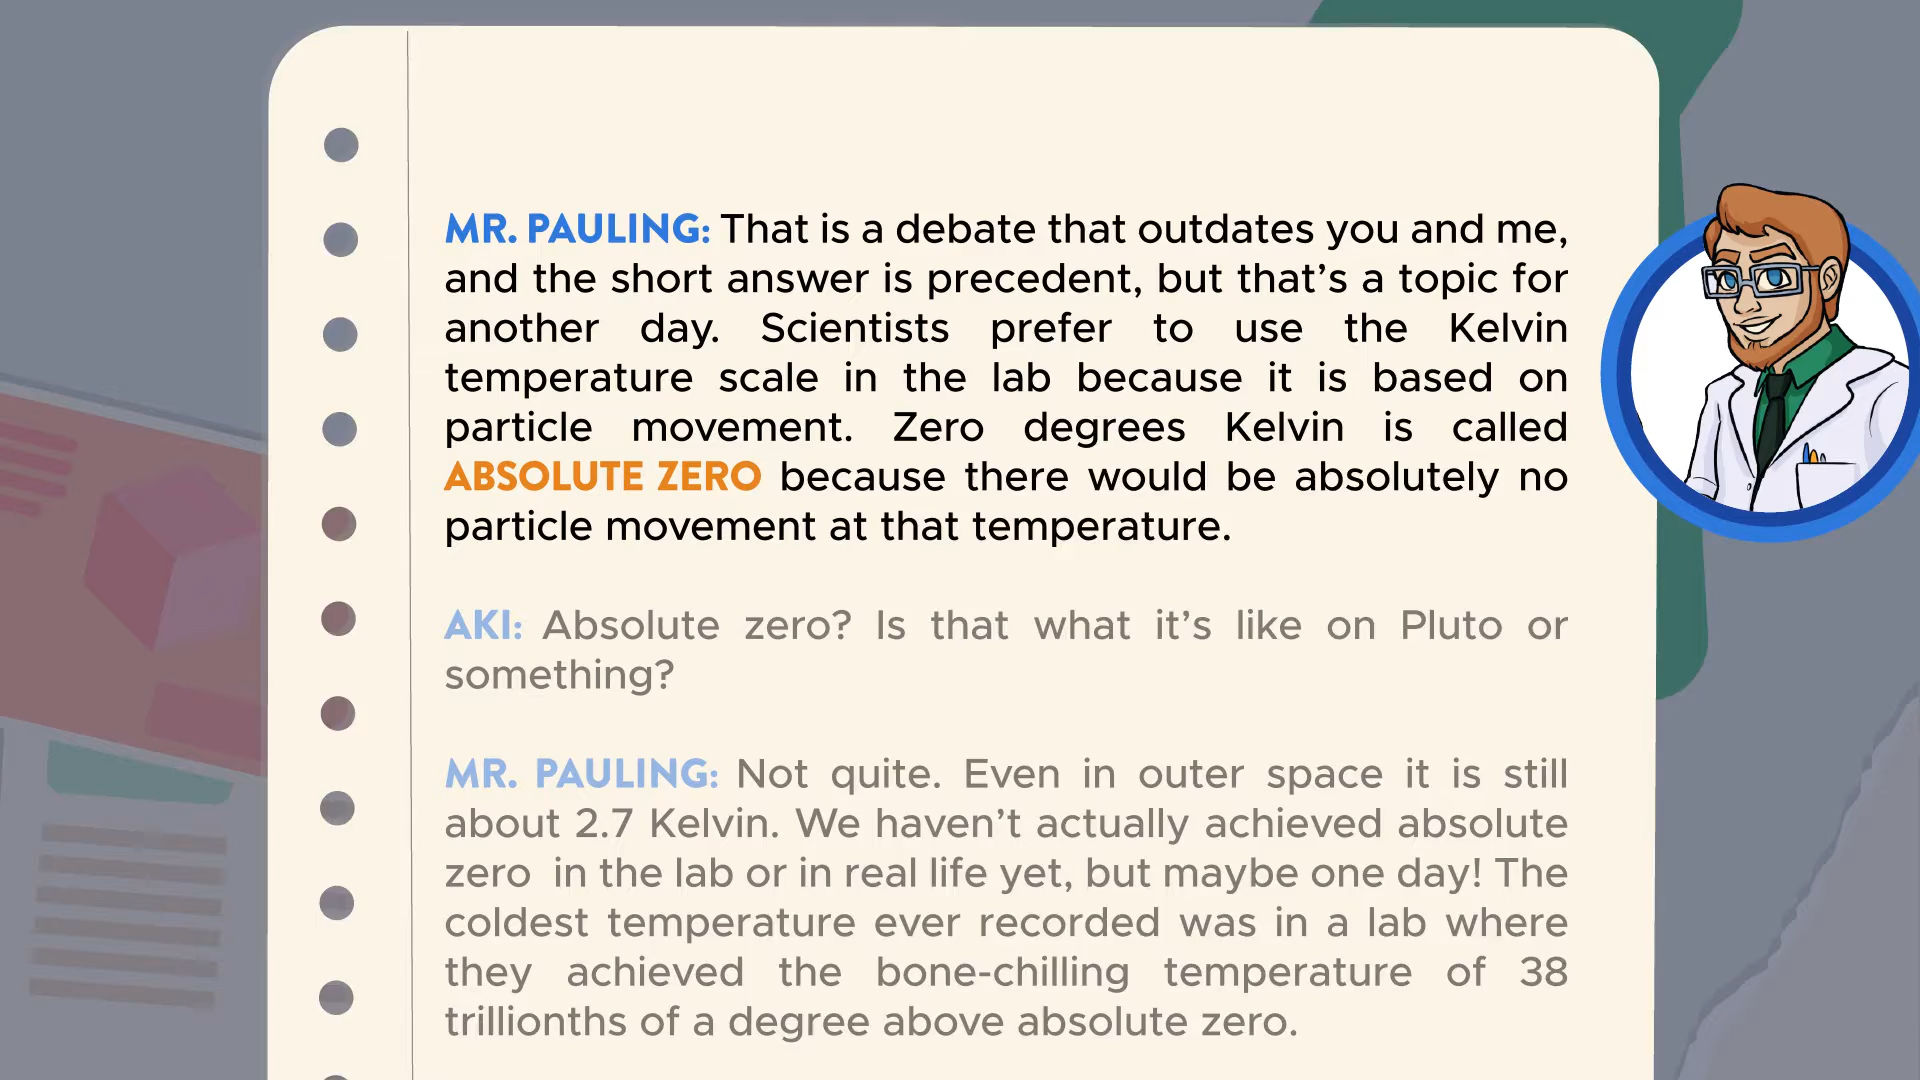 MR. PAULING: That is a debate that outdates you and me,
and the short answer is precedent, but that’s a topic for
another day. Scientists prefer to use the Kelvin
temperature scale in the lab because it is based on
particle movement. Zero degrees Kelvin is called
ABSOLUTE ZERO because there would be absolutely no
particle movement at that temperature.
AKI: Absolute zero? Is that what it’s like on Pluto or
something?
MR. PAULING: Not quite. Even in outer space it is still
about 2.7 Kelvin. We haven’t actually achieved absolute
zero in the lab or in real life yet, but maybe one day! The
coldest temperature ever recorded was in a lab where
they achieved the bone-chilling temperature of 38
trillionths of a degree above absolute zero.